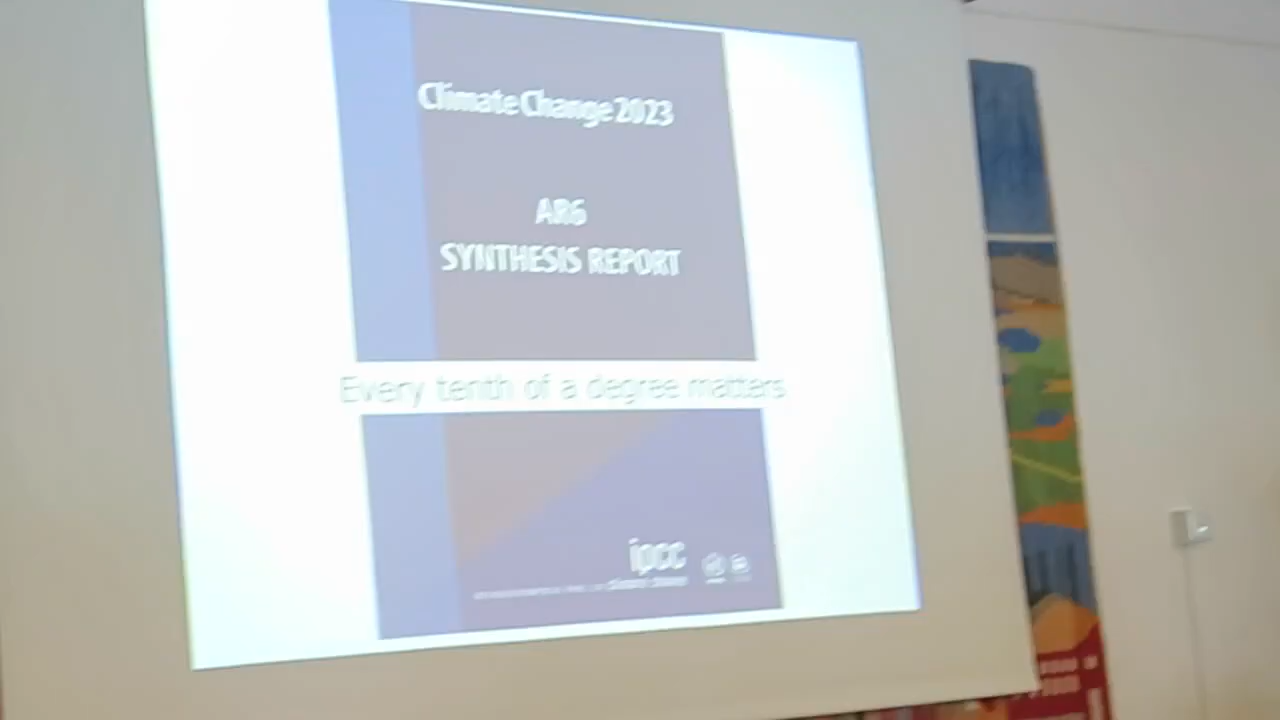 Climate Change 2023
AR6
SYNTHESIS REPORT
Every tenth of a degree matters
ipcc